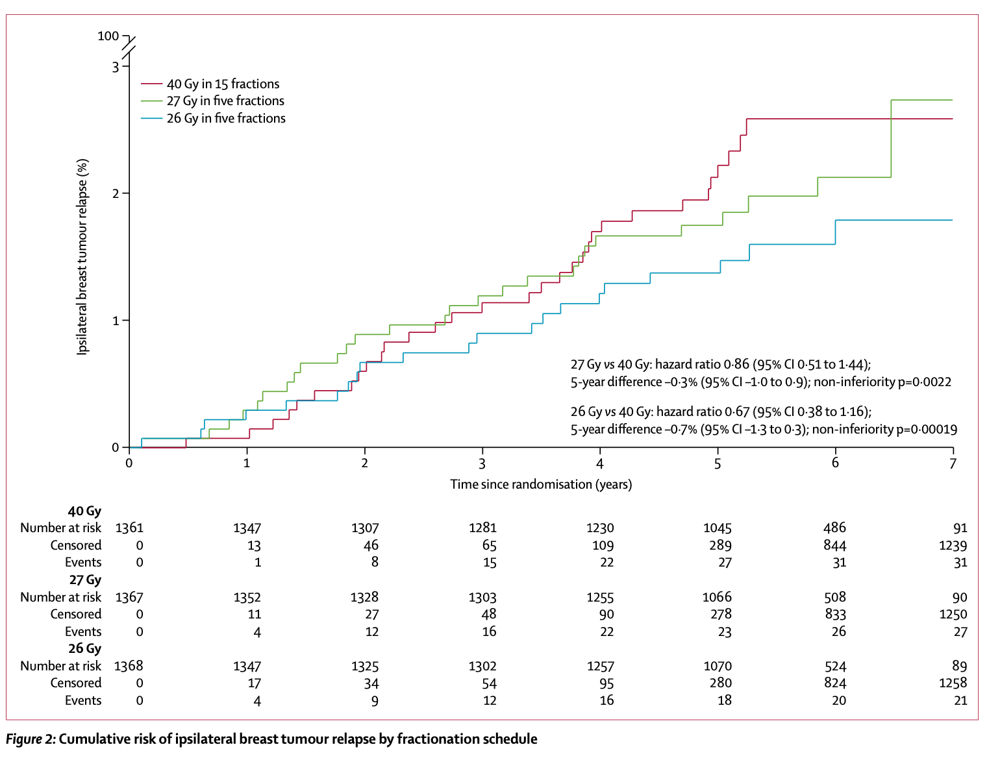 100
3
40 Gy in 15 fractions
27 Gy in five fractions
26 Gy in five fractions
Ipsilateral breast tumour relapse (%)
2
1
27 Gy vs 40 Gy: hazard ratio 0·86 (95% CI 0·51 to 1·44);
5-year difference –0·3% (95% CI –1·0 to 0·9); non-inferiority p=0·0022
26 Gy vs 40 Gy: hazard ratio 0·67 (95% CI 0·38 to 1·16);
5-year difference –0·7% (95% CI –1·3 to 0·3); non-inferiority p=0·00019
0
0 1 2 3 4 5 6 7
Time since randomisation (years)
40 Gy
Number at risk 1361 1347 1307 1281 1230 1045 486 91
Censored 0 13 46 65 109 289 844 1239
Events 0 1 8 15 22 27 31 31
27 Gy
Number at risk 1367 1352 1328 1303 1255 1066 508 90
Censored 0 11 27 48 90 278 833 1250
Events 0 4 12 16 22 23 26 27
26 Gy
Number at risk 1368 1347 1325 1302 1257 1070 524 89
Censored 0 17 34 54 95 280 824 1258
Events 0 4 9 12 16 18 20 21
Figure 2: Cumulative risk of ipsilateral breast tumour relapse by fractionation schedule